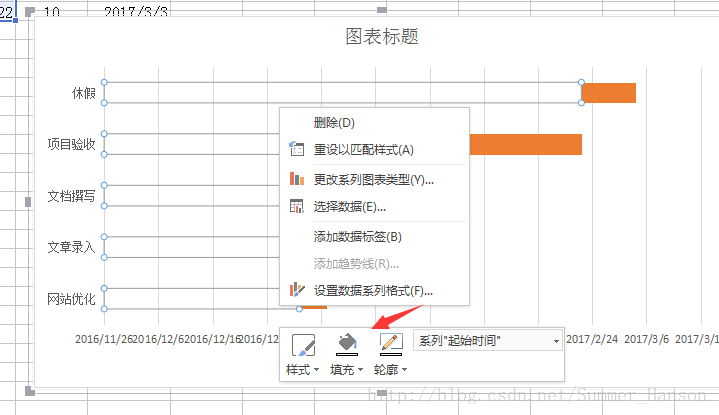 22
10
2017/3/3
图表标题
休假
项目验收
文档撰写
文章录入
网站优化
删除(D)
重设以匹配样式(A)
更改系列图表类型(Y)...
选择数据(E)...
添加数据标签(B)
添加趋势线(R)...
设置数据系列格式(F)...
2016/11/26 2016/12/6 2016/12/16 2016/12/ 2017/2/24 2017/3/6 2017/3/1
样式 填充 轮廓 系列"起始时间"
http://blog.csdn.net/Summer_Hanson